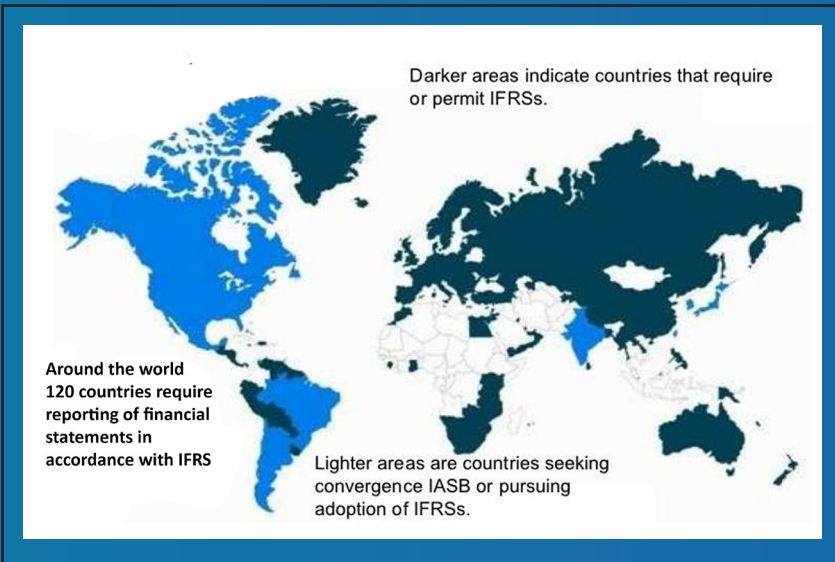 Darker areas indicate countries that require
or permit IFRSs.
Around the world
120 countries require
reporting of financial
statements in
accordance with IFRS
Lighter areas are countries seeking
convergence IASB or pursuing
adoption of IFRSs.